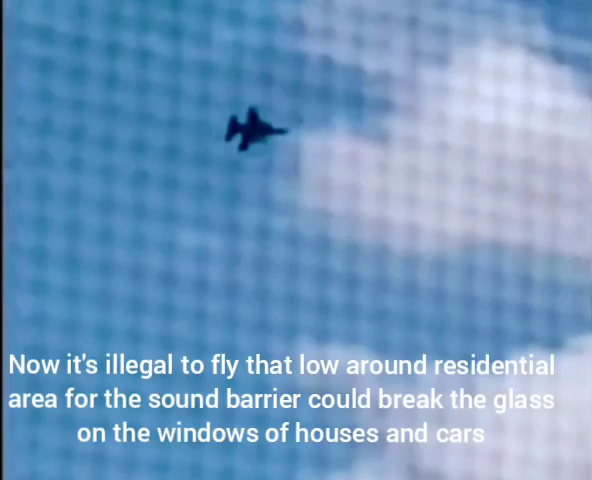 Now it's illegal to fly that low around residential
area for the sound barrier could break the glass
on the windows of houses and cars